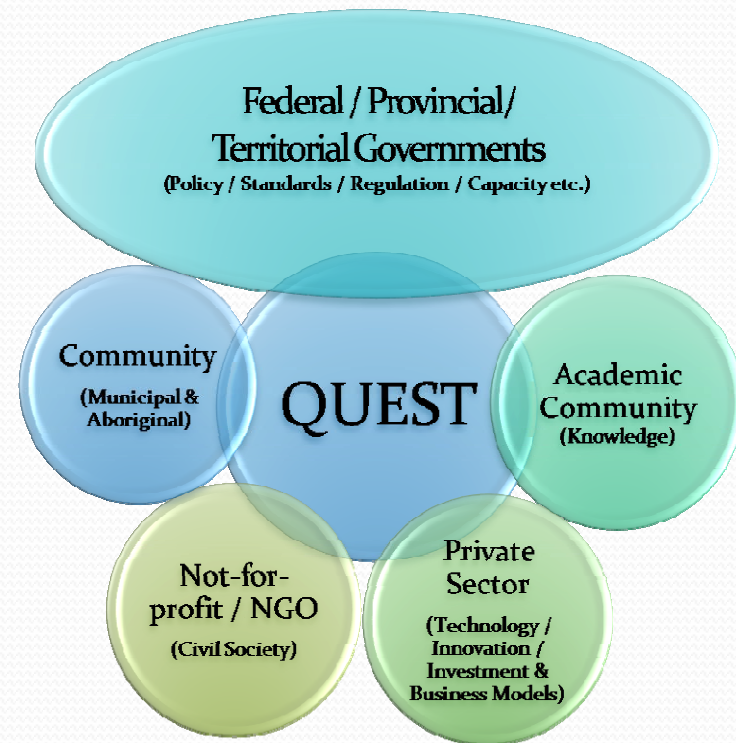 Federal / Provincial/
Territorial Governments
(Policy / Standards / Regulation / Capacity etc.)
Community
(Municipal &
Aboriginal)
QUEST
Academic
Community
(Knowledge)
Not-for-
profit / NGO
(Civil Society)
Private
Sector
(Technology /
Innovation /
Investment &
Business Models)